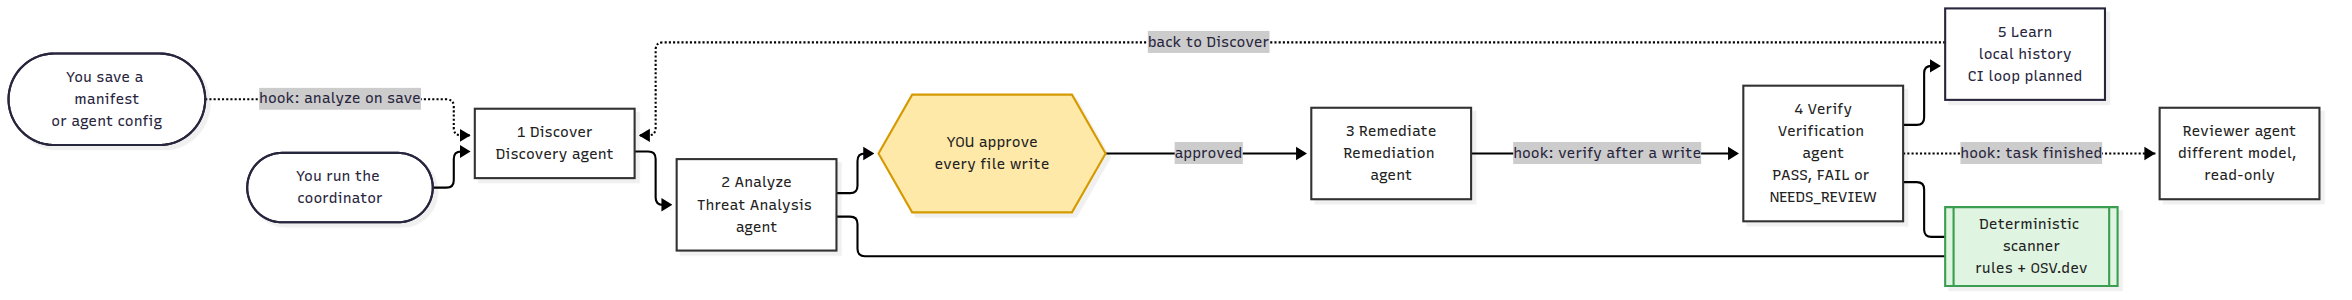 You save a
manifest
or agent config
hook: analyze on save
You run the
coordinator
1 Discover
Discovery agent
2 Analyze
Threat Analysis
agent
back to Discover
YOU approve
every file write
approved
3 Remediate
Remediation
agent
hook: verify after a write
4 Verify
Verification
agent
PASS, FAIL or
NEEDS_REVIEW
5 Learn
local history
CI loop planned
hook: task finished
Reviewer agent
different model,
read-only
Deterministic
scanner
rules + OSV.dev